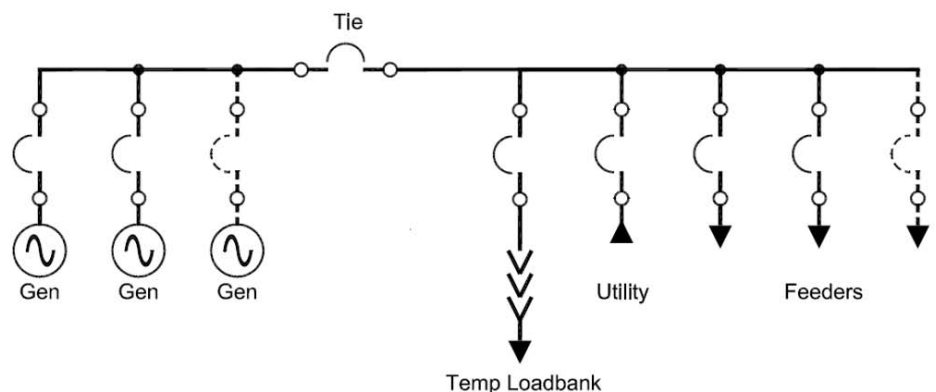 Tie
Gen Gen Gen
Utility
Feeders
Temp Loadbank